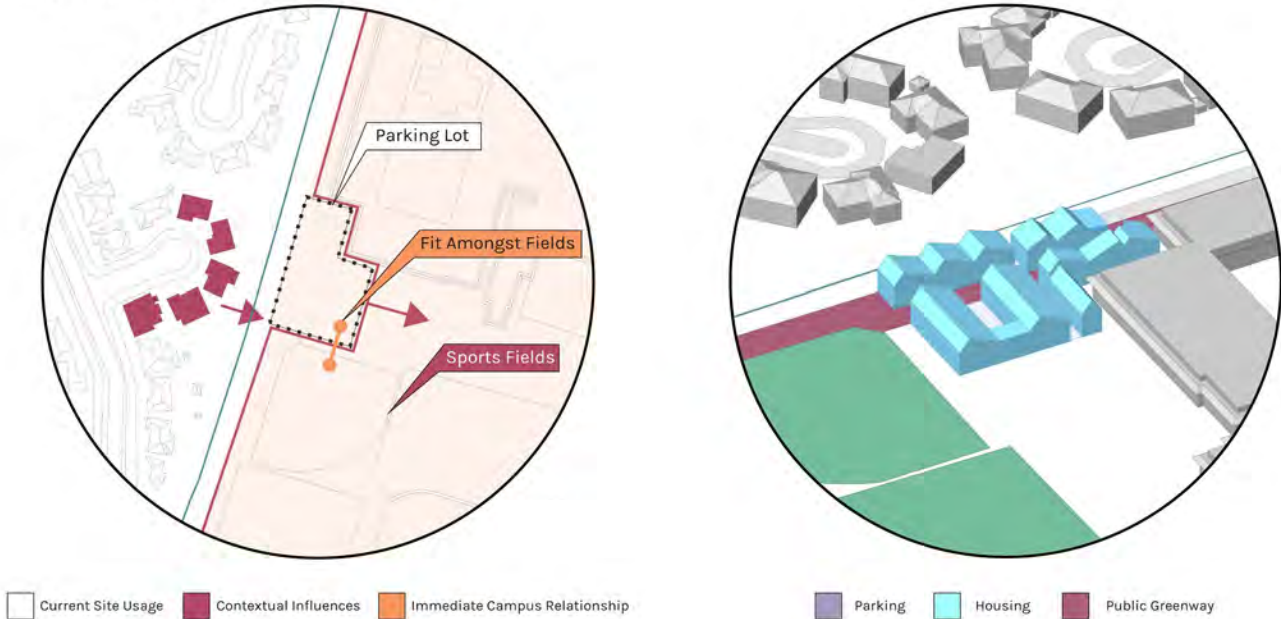 Parking Lot
Fit Amongst Fields
Sports Fields
Current Site Usage
Contextual Influences
Immediate Campus Relationship
Parking
Housing
Public Greenway